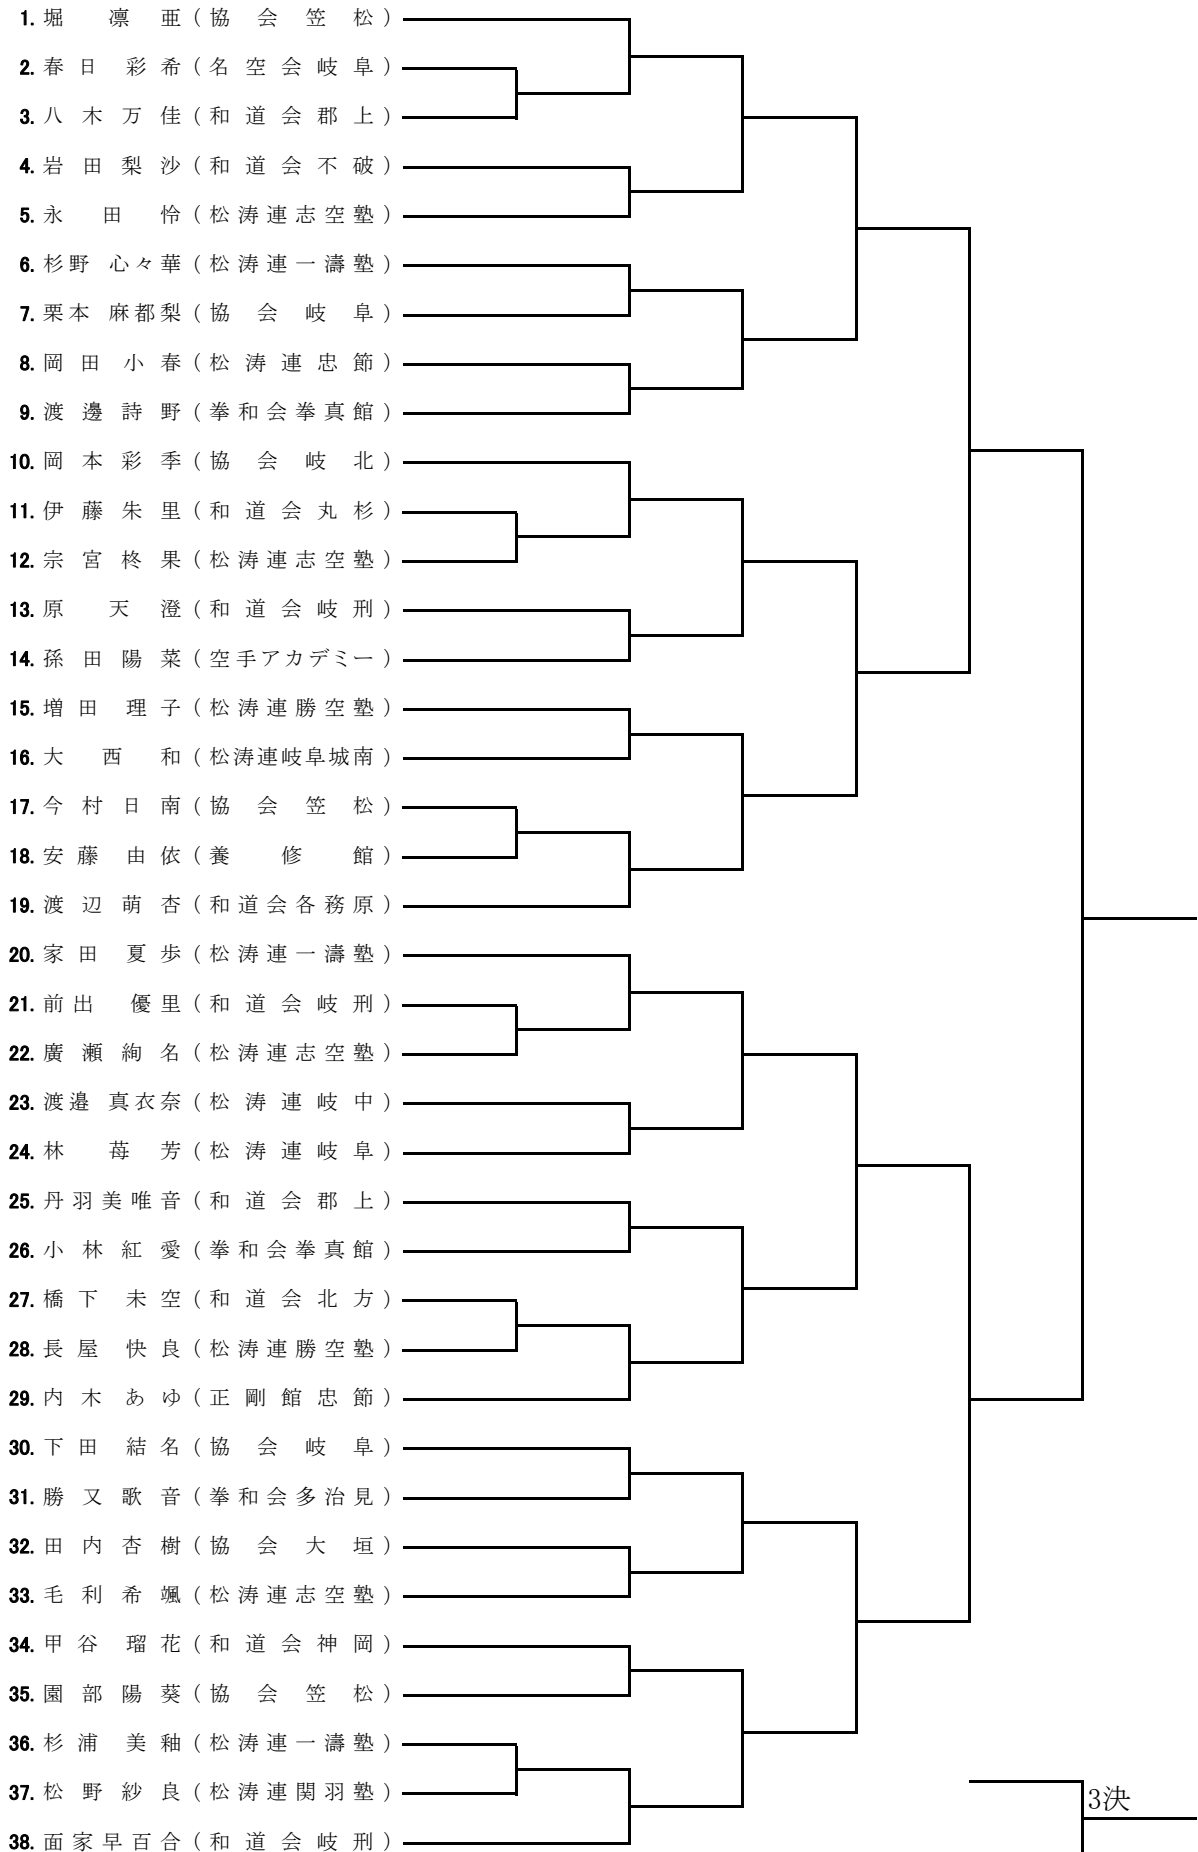 1. 堀 凛 亜 ( 協 会 笠 松 )
2. 春 日 彩 希 ( 名 空 会 岐 阜 )
3. 八 木 万 佳 ( 和 道 会 郡 上 )
4. 岩 田 梨 沙 ( 和 道 会 不 破 )
5. 永 田 怜 ( 松 涛 連 志 空 塾 )
6. 杉野 心々華 ( 松 涛 連 一 濤 塾 )
7. 栗本 麻都梨 ( 協 会 岐 阜 )
8. 岡 田 小 春 ( 松 涛 連 忠 節 )
9. 渡 邊 詩 野 ( 拳 和 会 拳 真 館 )
10. 岡 本 彩 季 ( 協 会 岐 北 )
11. 伊 藤 朱 里 ( 和 道 会 丸 杉 )
12. 宗 宮 柊 果 ( 松 涛 連 志 空 塾 )
13. 原 天 澄 ( 和 道 会 岐 刑 )
14. 孫 田 陽 菜 ( 空手アカデミー )
15. 増 田 理 子 ( 松 涛 連 勝 空 塾 )
16. 大 西 和 ( 松涛連岐阜城南 )
17. 今 村 日 南 ( 協 会 笠 松 )
18. 安 藤 由 依 ( 養 修 館 )
19. 渡 辺 萌 杏 ( 和 道 会 各 務 原 )
20. 家 田 夏 歩 ( 松 涛 連 一 濤 塾 )
21. 前 出 優 里 ( 和 道 会 岐 刑 )
22. 廣 瀬 絢 名 ( 松 涛 連 志 空 塾 )
23. 渡邉 真衣奈 ( 松 涛 連 岐 中 )
24. 林 苺 芳 ( 松 涛 連 岐 阜 )
25. 丹 羽 美 唯 音 ( 和 道 会 郡 上 )
26. 小 林 紅 愛 ( 拳 和 会 拳 真 館 )
27. 橋 下 未 空 ( 和 道 会 北 方 )
28. 長 屋 快 良 ( 松 涛 連 勝 空 塾 )
29. 内 木 あ ゆ ( 正 剛 館 忠 節 )
30. 下 田 結 名 ( 協 会 岐 阜 )
31. 勝 又 歌 音 ( 拳 和 会 多 治 見 )
32. 田 内 杏 樹 ( 協 会 大 垣 )
33. 毛 利 希 颯 ( 松 涛 連 志 空 塾 )
34. 甲 谷 瑠 花 ( 和 道 会 神 岡 )
35. 園 部 陽 葵 ( 協 会 笠 松 )
36. 杉 浦 美 釉 ( 松 涛 連 一 濤 塾 )
37. 松 野 紗 良 ( 松 涛 連 関 羽 塾 )
3決
38. 面 家 早 百 合 ( 和 道 会 岐 刑 )